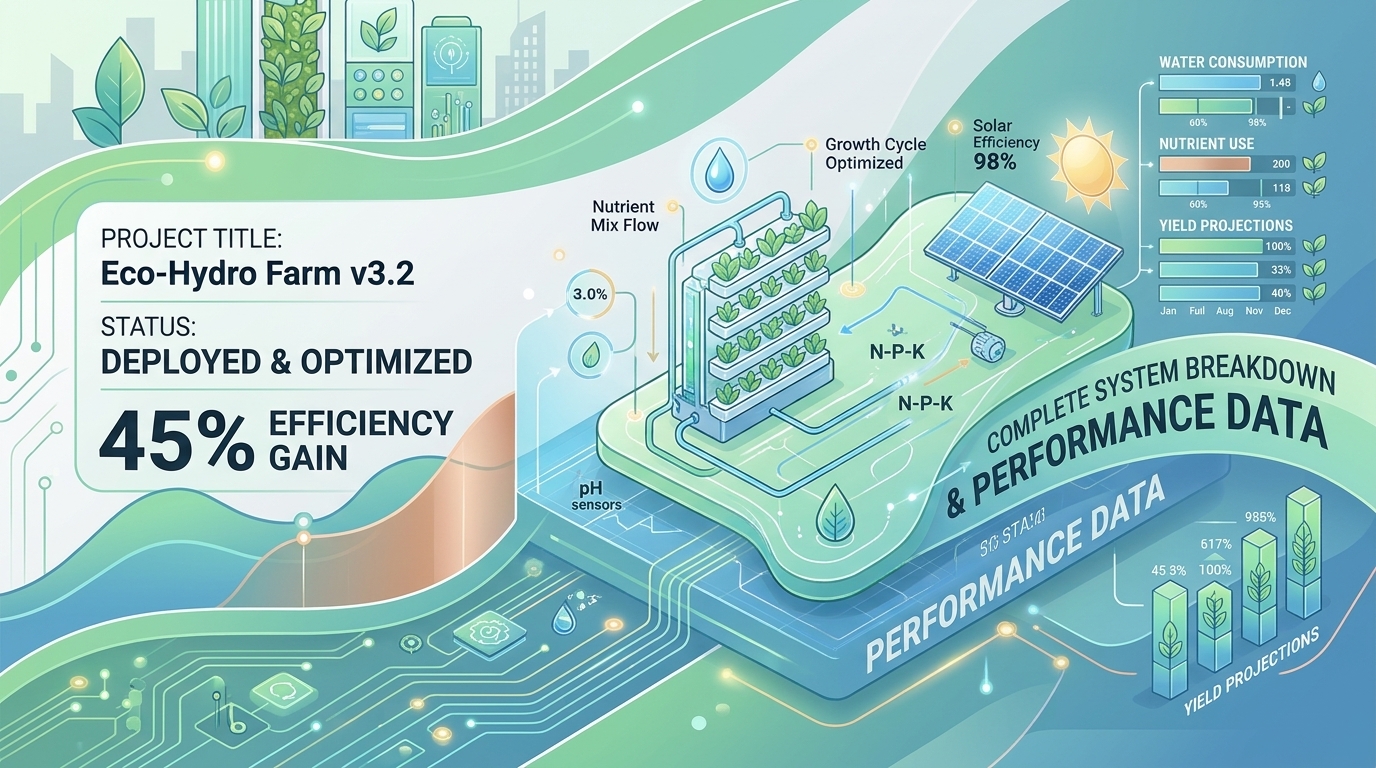 PROJECT TITLE:
Eco-Hydro Farm v3.2
STATUS:
DEPLOYED & OPTIMIZED
45% EFFICIENCY
GAIN
Nutrient
Mix Flow
3.0%
pH
sensors
Growth Cycle
Optimized
Solar
Efficiency
98%
N-P-K
N-P-K
WATER CONSUMPTION
1.48
-
60% 98%
NUTRIENT USE
200
118
60% 95%
YIELD PROJECTIONS
100%
33%
40%
Jan Fuil Aug Nov Dec
COMPLETE SYSTEM BREAKDOWN
& PERFORMANCE DATA
PERFORMANCE DATA
45 3%
617%
100%
985%
YIELD PROJECTIONS